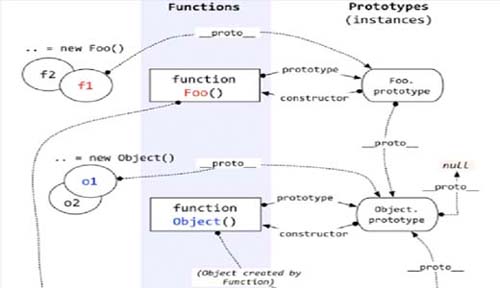 Functions
Prototypes
(instances)
.. = new Foo()
__proto__
f2
f1
function
Foo()
prototype
constructor
Foo.
prototype
__proto__
null
.. = new Object()
__proto__
__proto__
o1
o2
function
Object()
prototype
constructor
Object.
prototype
(Object created by
Function)
__proto__